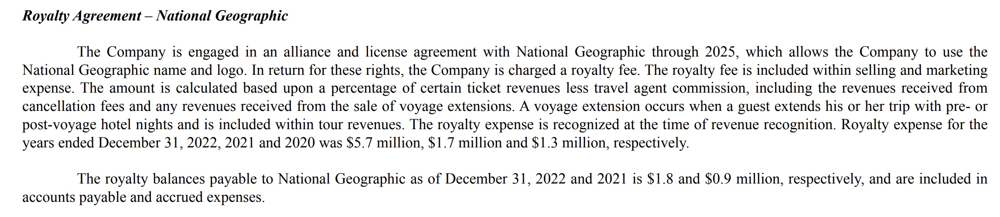 Royalty Agreement – National Geographic
The Company is engaged in an alliance and license agreement with National Geographic through 2025, which allows the Company to use the
National Geographic name and logo. In return for these rights, the Company is charged a royalty fee. The royalty fee is included within selling and marketing
expense. The amount is calculated based upon a percentage of certain ticket revenues less travel agent commission, including the revenues received from
cancellation fees and any revenues received from the sale of voyage extensions. A voyage extension occurs when a guest extends his or her trip with pre- or
post-voyage hotel nights and is included within tour revenues. The royalty expense is recognized at the time of revenue recognition. Royalty expense for the
years ended December 31, 2022, 2021 and 2020 was $5.7 million, $1.7 million and $1.3 million, respectively.
The royalty balances payable to National Geographic as of December 31, 2022 and 2021 is $1.8 and $0.9 million, respectively, and are included in
accounts payable and accrued expenses.